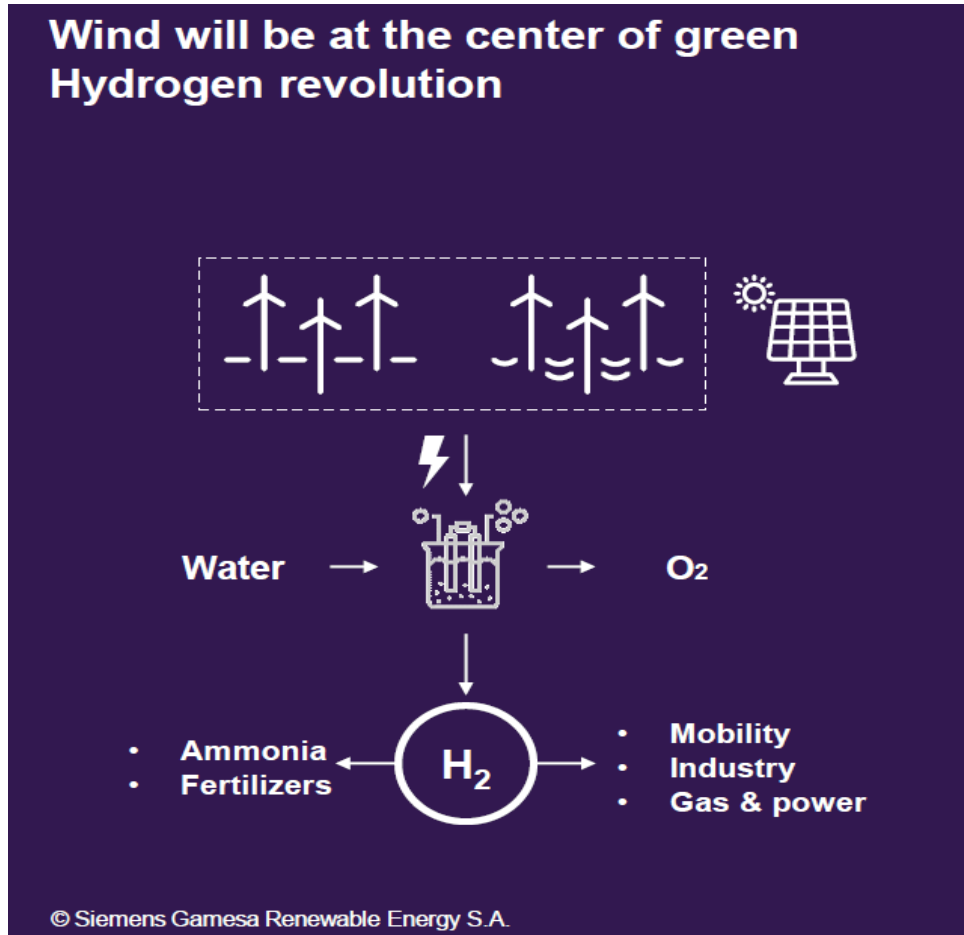 Wind will be at the center of green
Hydrogen revolution
Water
O2
• Ammonia
• Fertilizers
H2
• Mobility
• Industry
• Gas & power
© Siemens Gamesa Renewable Energy S.A.